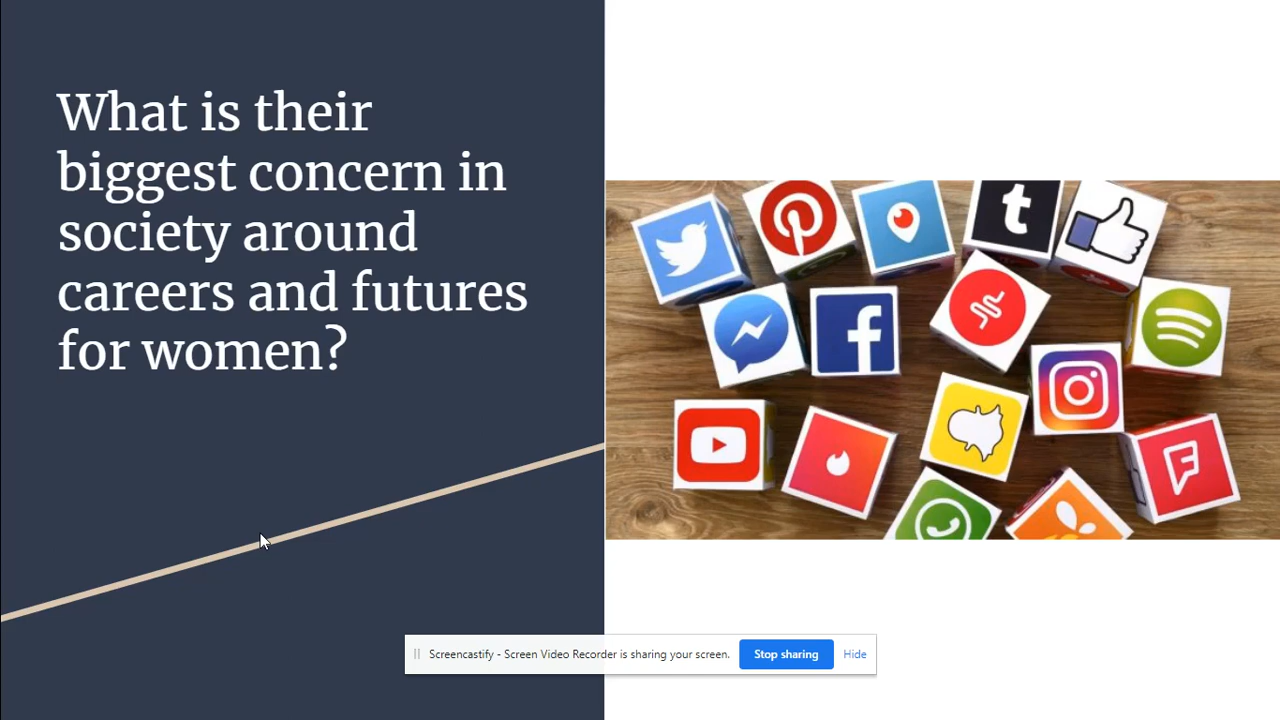 What is their
biggest concern in
society around
careers and futures
for women?
t
f
Screencastify - Screen Video Recorder is sharing your screen.
Stop sharing
Hide